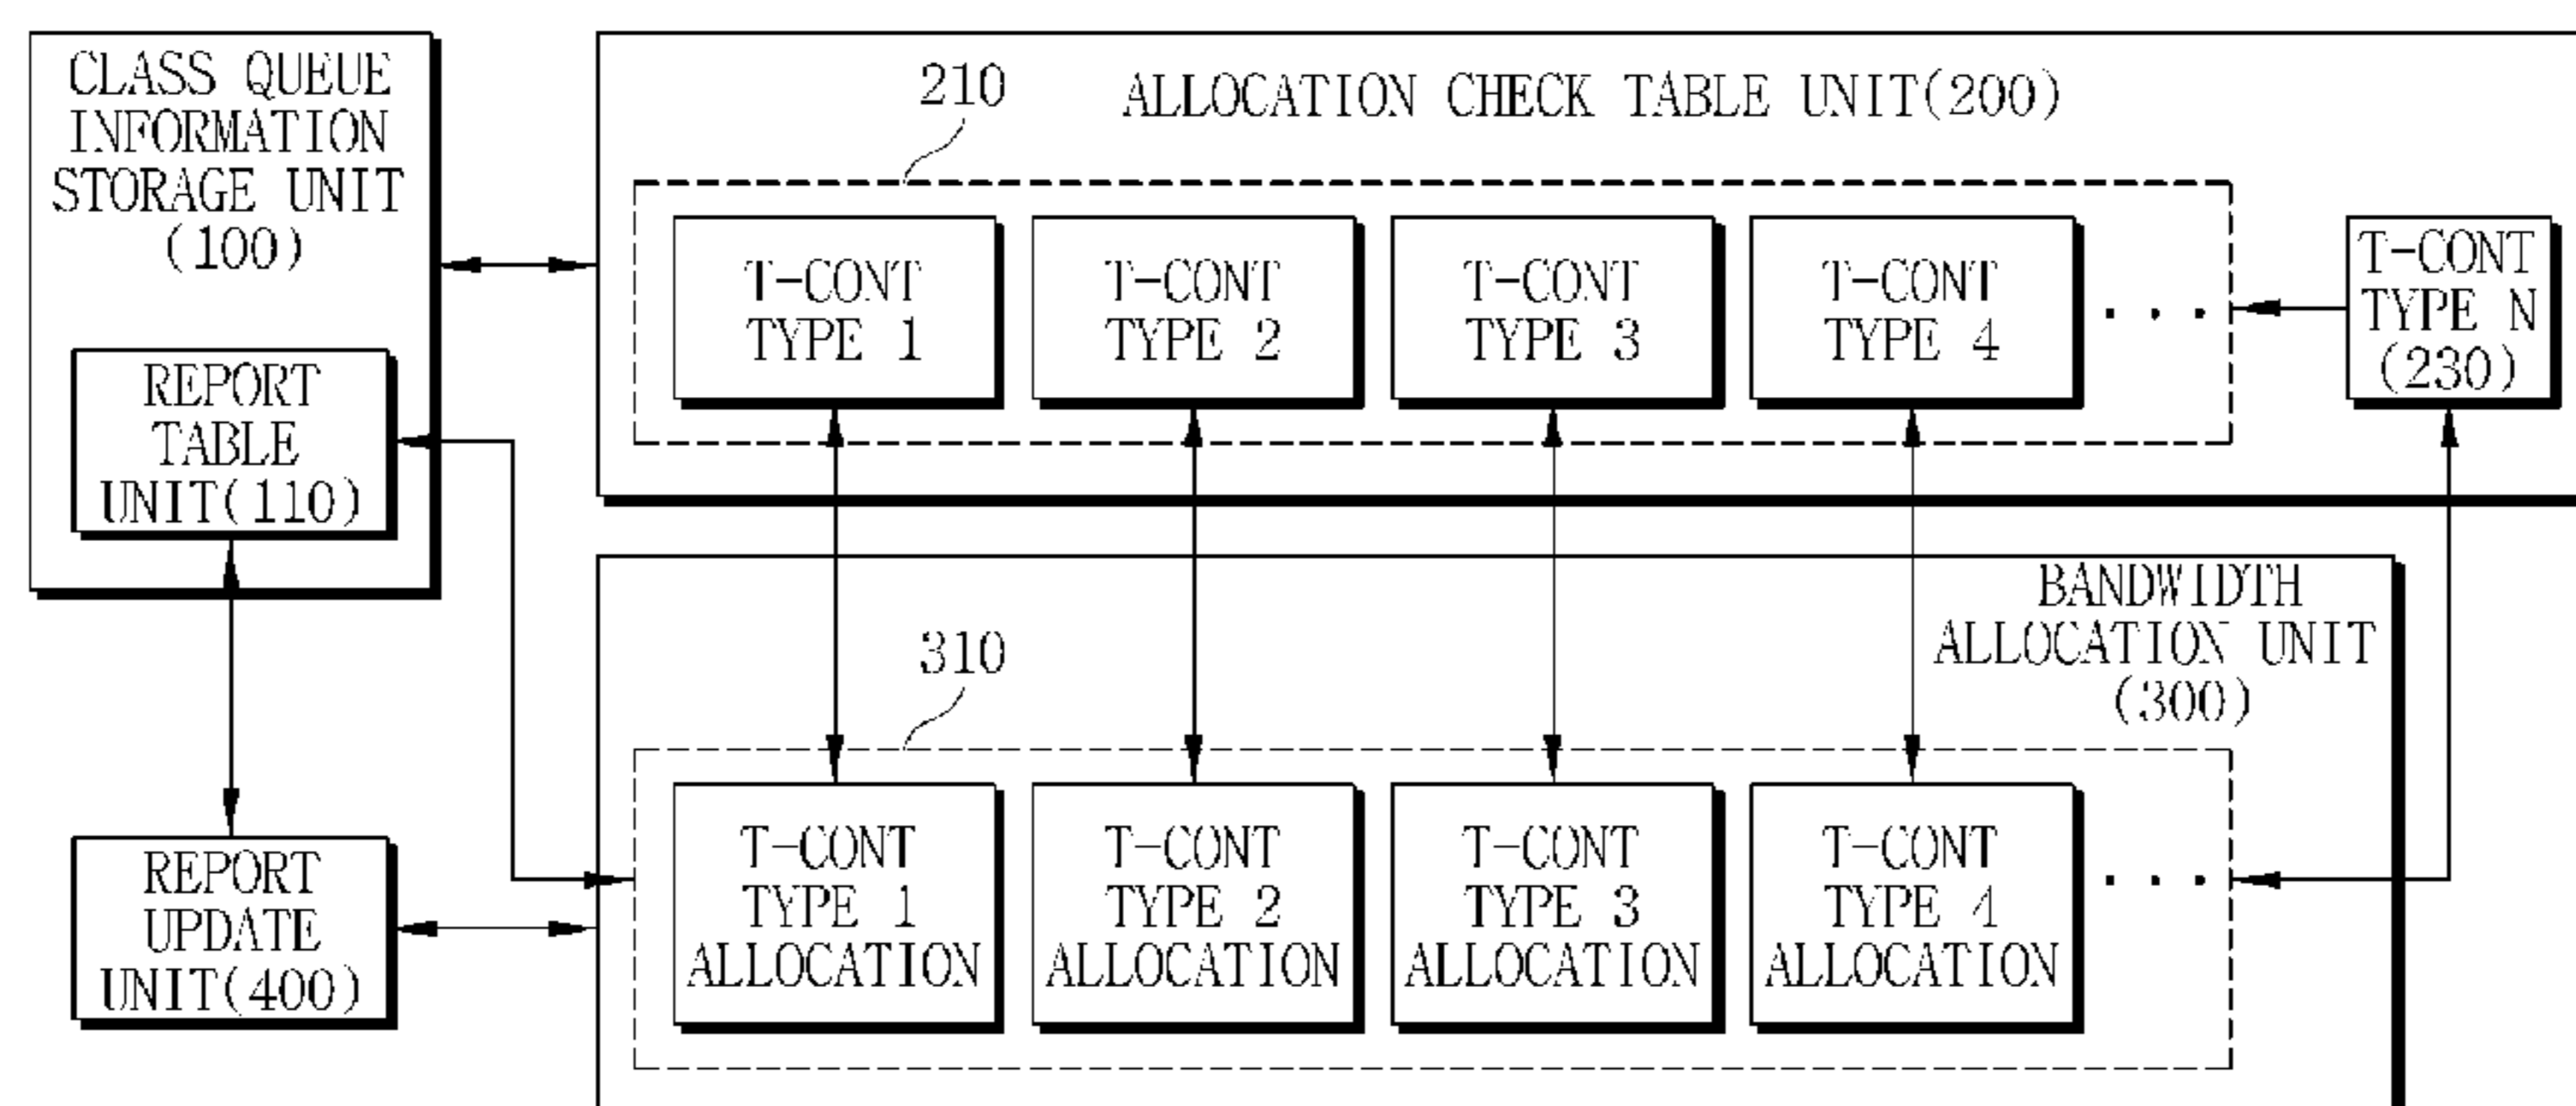 CLASS QUEUE
INFORMATION
STORAGE UNIT
(100)
REPORT
TABLE
UNIT(110)
REPORT
UPDATE
UNIT(400)
210
ALLOCATION CHECK TABLE UNIT(200)
T-CONT
TYPE 1
T-CONT
TYPE 2
T-CONT
TYPE 3
T-CONT
TYPE 4
. . .
T-CONT
TYPE N
(230)
BANDWIDTH
ALLOCATION UNIT
(300)
310
T-CONT
TYPE 1
ALLOCATION
T-CONT
TYPE 2
ALLOCATION
T-CONT
TYPE 3
ALLOCATION
T-CONT
TYPE 4
ALLOCATION
. . .